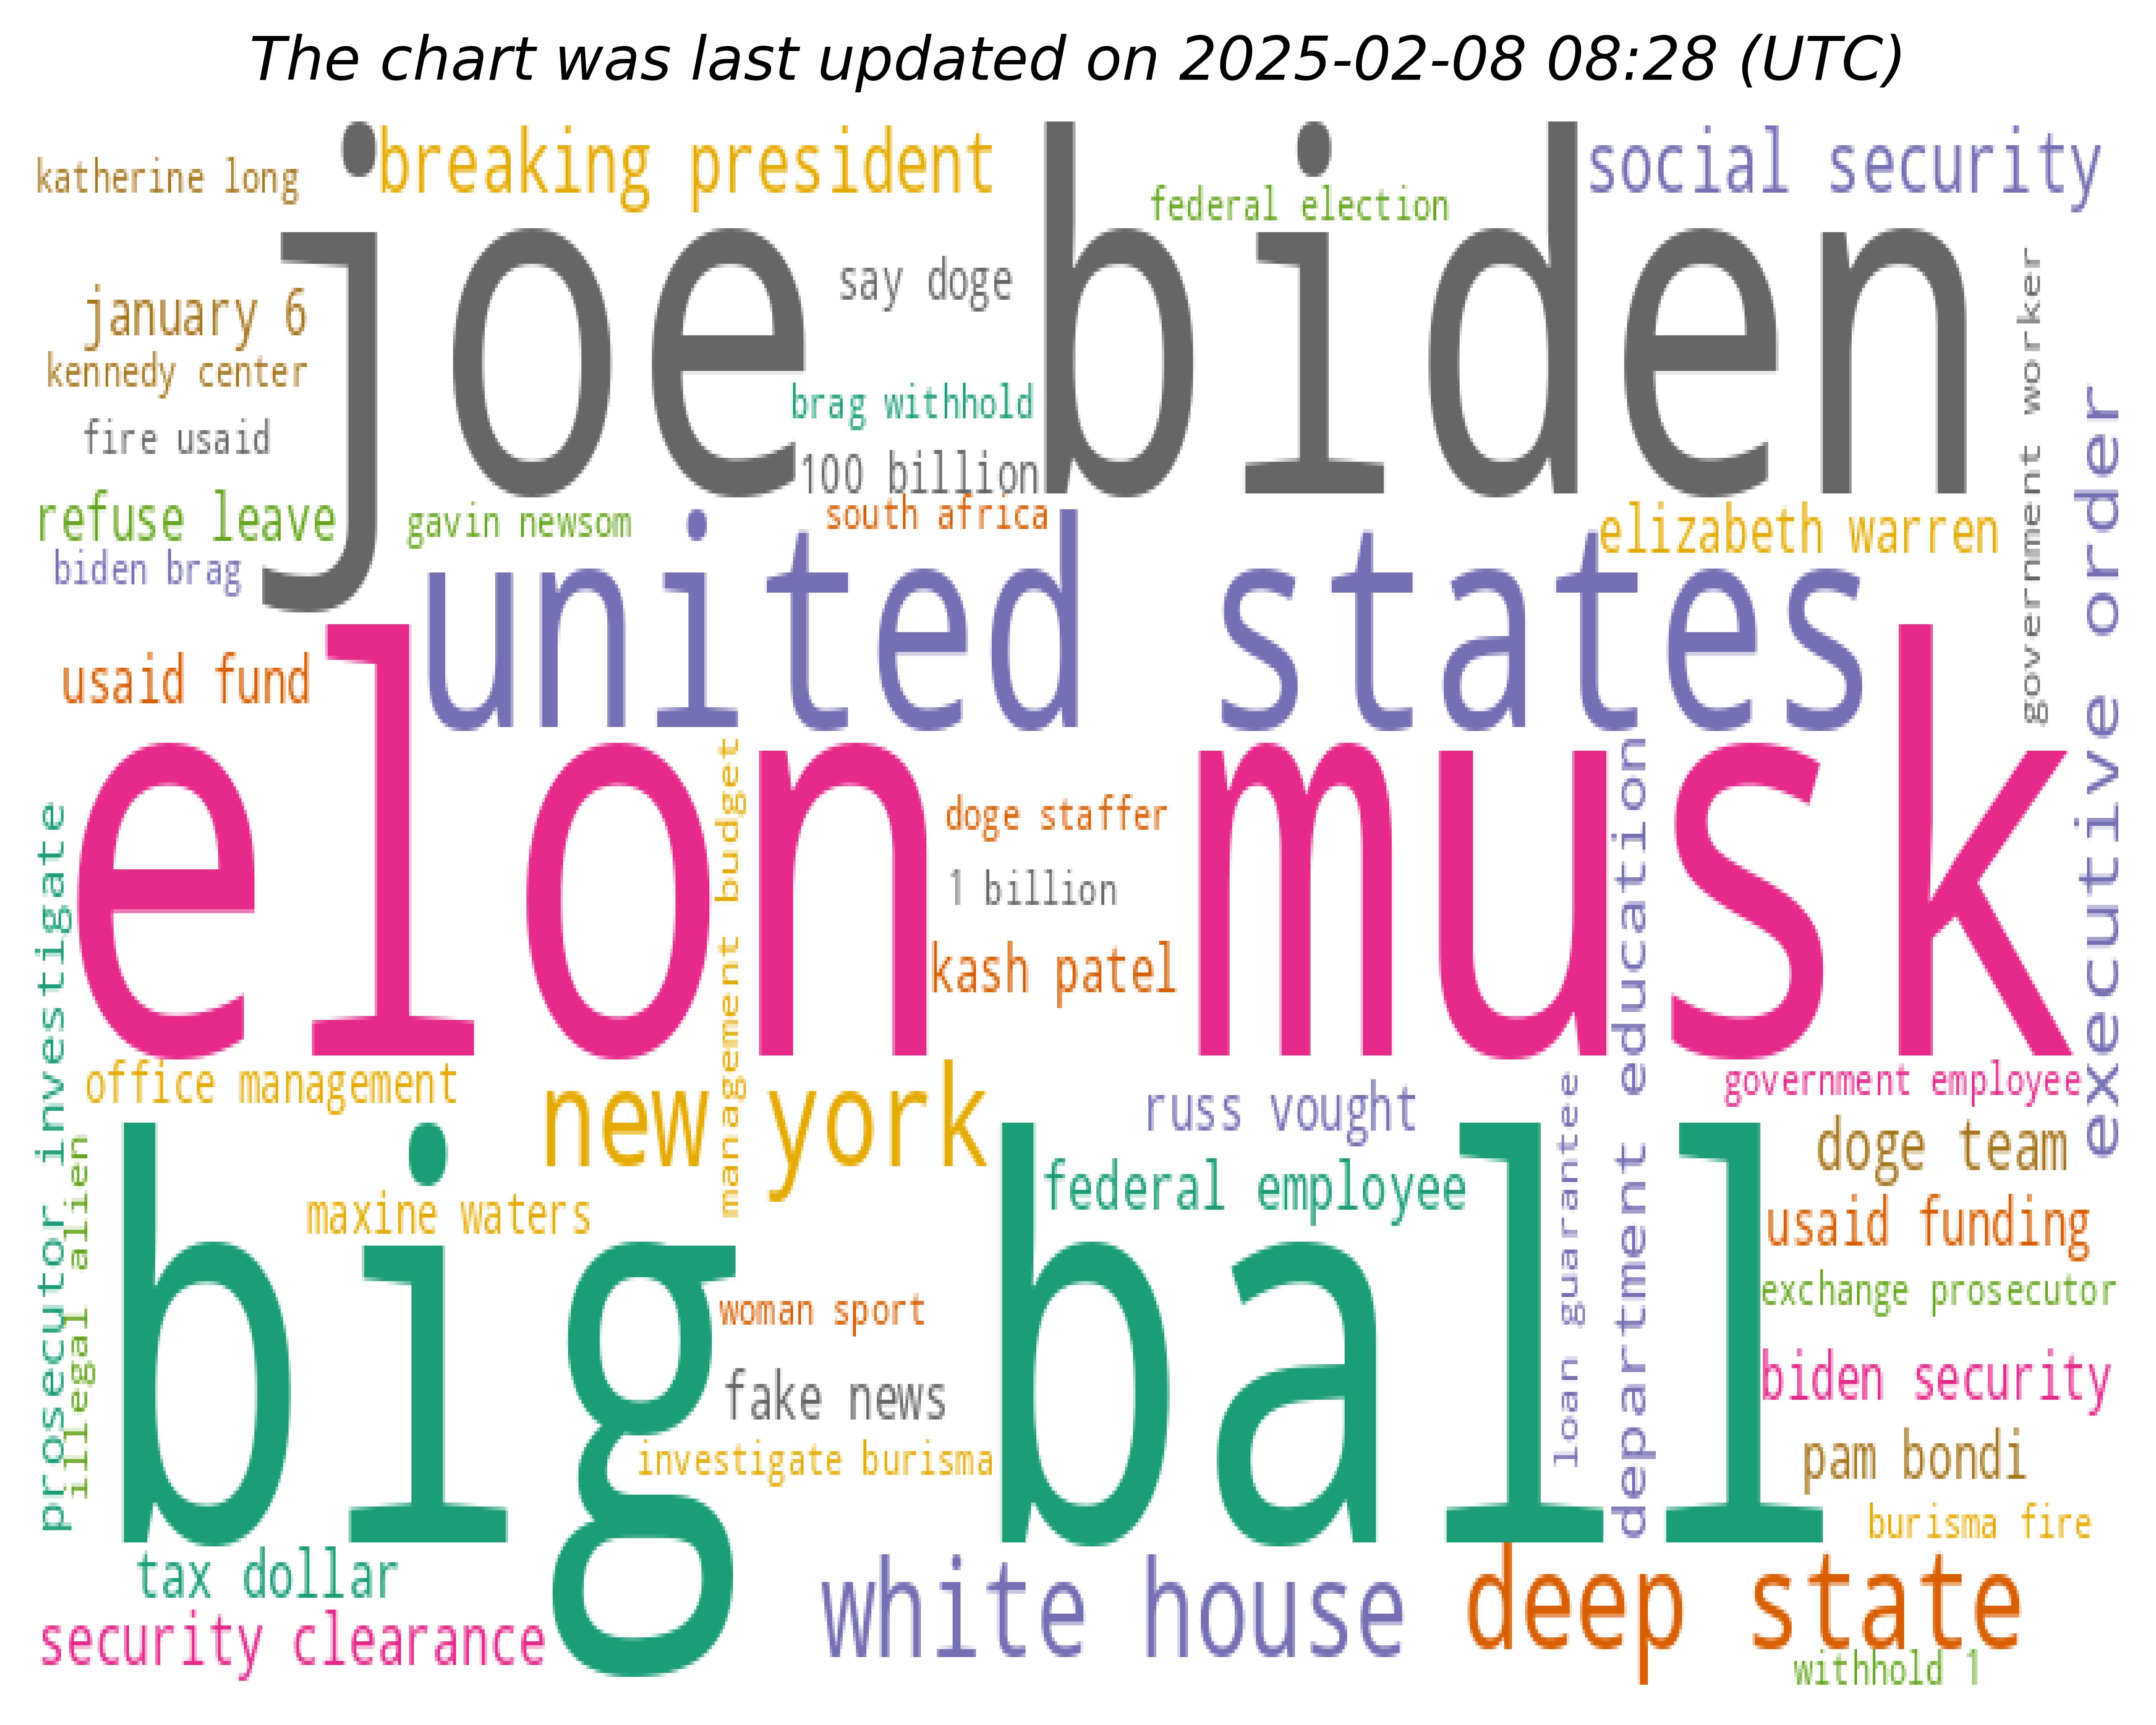 The chart was last updated on 2025-02-08 08:28 (UTC)
katherine long
breaking president
social security
federal election
joe biden
say doge
january 6
kennedy center
brag withhold
fire usaid
100 billion
government worker
executive order
refuse leave
gavin newsom
south africa
elizabeth warren
biden brag
united states
usaid fund
elon musk
management budget
department education
doge staffer
1 billion
kash patel
prosecutor investigate
office management
new york
russ vought
government employee
loan guarantee
illegal alien
big ball
doge team
federal employee
maxine waters
usaid funding
exchange prosecutor
woman sport
fake news
biden security
investigate burisma
pam bondi
burisma fire
tax dollar
white house
deep state
security clearance
withhold 1